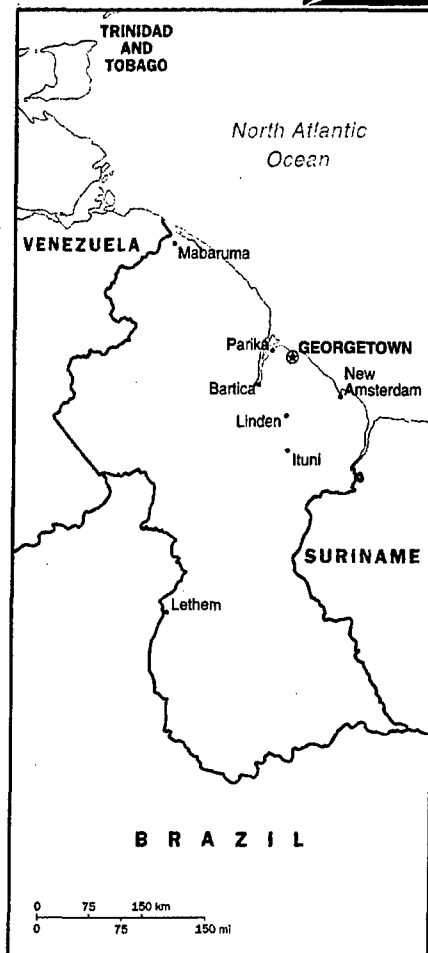 TRINIDAD
AND
TOBAGO
North Atlantic
Ocean
VENEZUELA
Mabaruma
Parika
GEORGETOWN
Bartica
New
Amsterdam
Linden
Ituni
SURINAME
Lethem
BRAZIL
0 75 150 km
0 75 150 mi